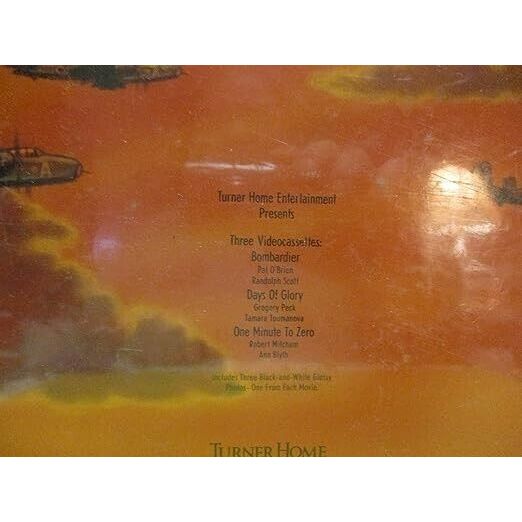 Turner Home Entertainment
Presents
Three Videocassettes:
Bombardier
Pat O'Brien
Randolph Scott
Days Of Glory
Gregory Peck
Tamara Toumanova
One Minute To Zero
Robert Mitchum
Ann Blyth
Includes Three Black-and-White Glossy
Photos - One From Each Movie.
TURNER HOME